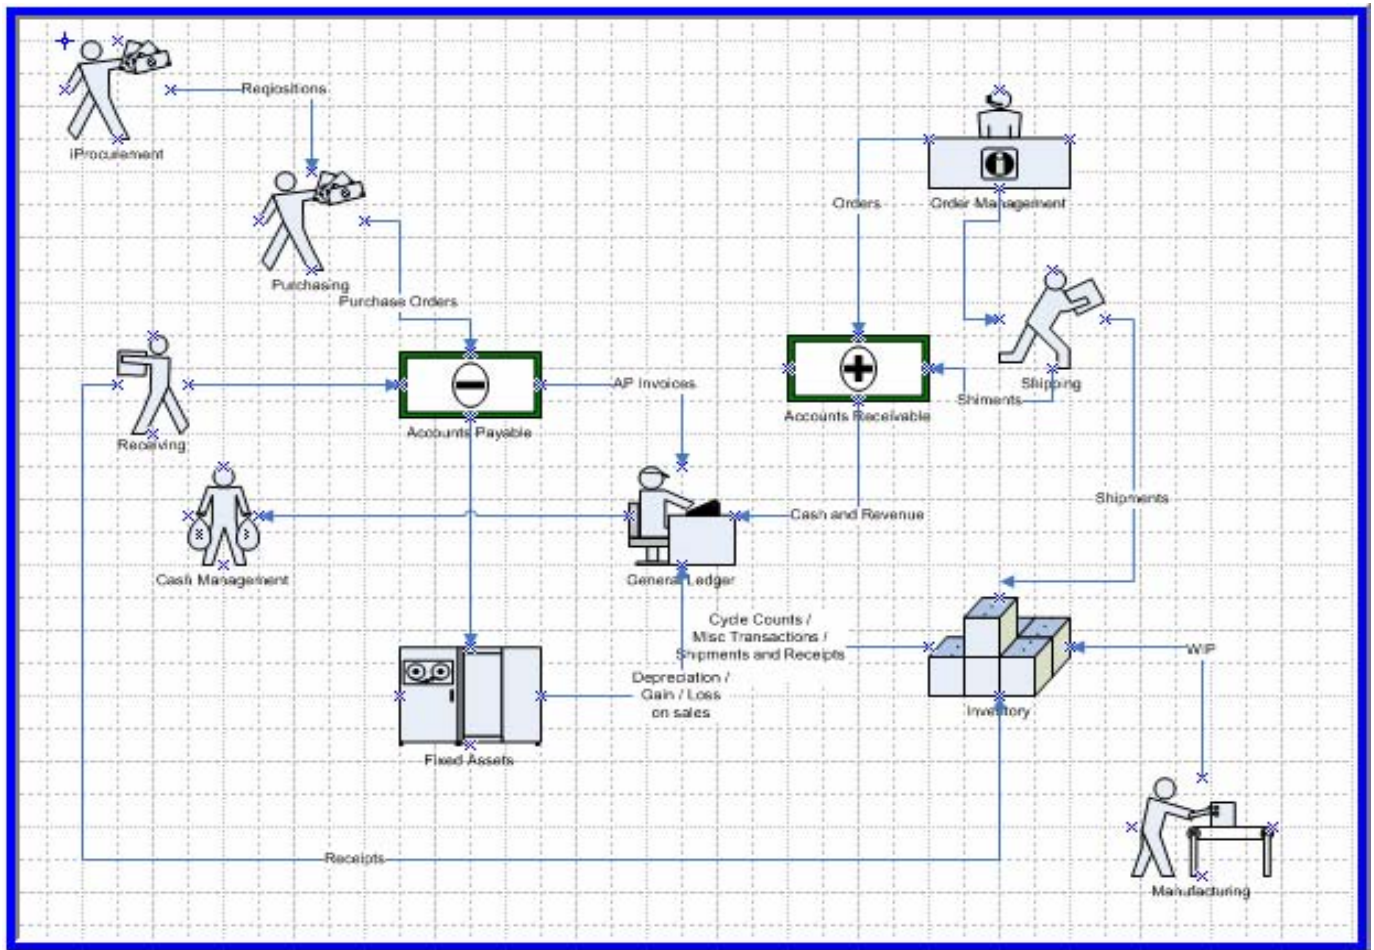 Reqiositions
iProcurement
Orders
Order Management
Purchasing
Purchase Orders
AP Invoices
Shipping
Shiments
Accounts Receivable
Accounts Payable
Receiving
Shipments
Cash and Revenue
Cash Management
General Ledger
Cycle Counts /
Misc Transactions /
Shipments and Receipts
WIP
Depreciation /
Gain / Loss
on sales
Inventory
Fixed Assets
Receipts
Manufacturing